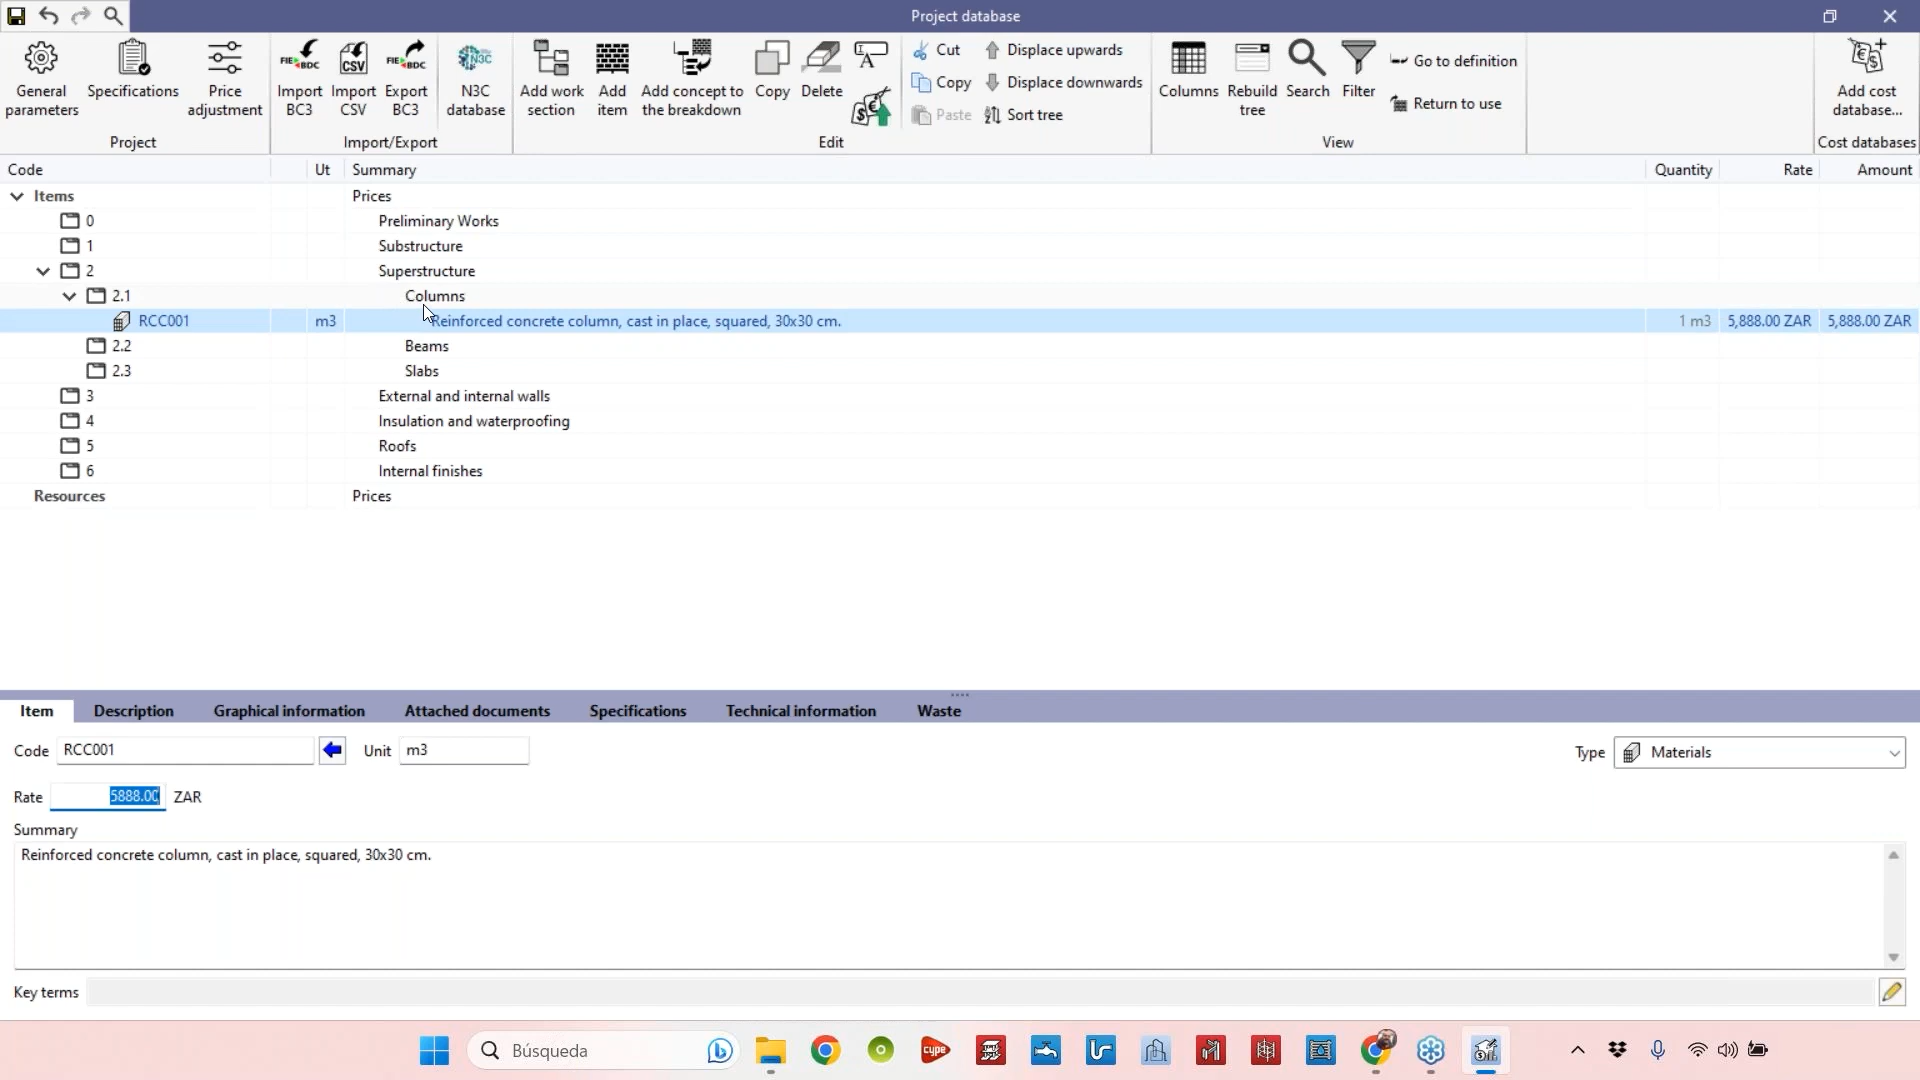 Project database
General parameters
Specifications
Price adjustment
Project
FIE BDC
Import BC3
CSV
Import CSV
FIE BDC
Export BC3
N3C
N3C database
Import/Export
Add work section
Add item
Add concept to the breakdown
Copy
Delete
A
Cut
Copy
Paste
Displace upwards
Displace downwards
Sort tree
Edit
Columns
Rebuild tree
Search
Filter
Go to definition
Return to use
View
Add cost database...
Cost databases
Code Ut Summary Quantity Rate Amount
Items Prices
0 Preliminary Works
1 Substructure
2 Superstructure
2.1 Columns
RCC001 m3 Reinforced concrete column, cast in place, squared, 30x30 cm. 1 m3 5,888.00 ZAR 5,888.00 ZAR
2.2 Beams
2.3 Slabs
3 External and internal walls
4 Insulation and waterproofing
5 Roofs
6 Internal finishes
Resources Prices
Item Description Graphical information Attached documents Specifications Technical information Waste
Code RCC001 Unit m3 Type Materials
Rate 5888.00 ZAR
Summary
Reinforced concrete column, cast in place, squared, 30x30 cm.
Key terms
Búsqueda
cype